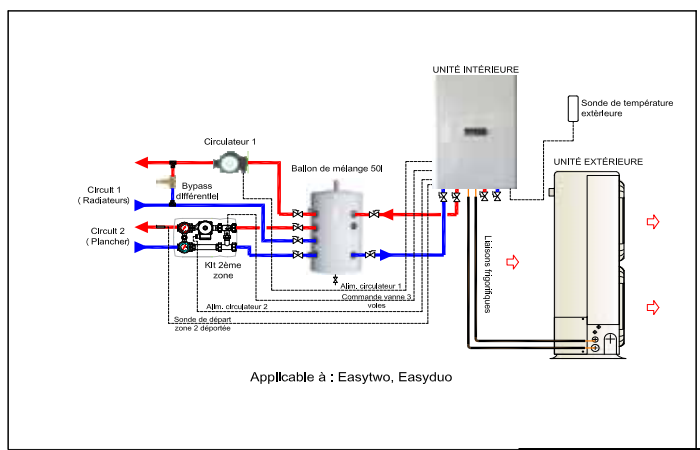 UNITÉ INTÉRIEURE
Sonde de température
extèrieure
Circulateur 1
Ballon de mélange 50l
UNITÉ EXTÉRIEURE
Circuit 1
( Radiateurs )
Bypass
différentiel
Circuit 2
( Plancher )
Kit 2ème
zone
Liaisons frigorifiques
Alim. circulateur 1
Commande vanne 3
voies
Alim. circulateur 2
Sonde de départ
zone 2 déportée
Applicable à : Easytwo, Easyduo